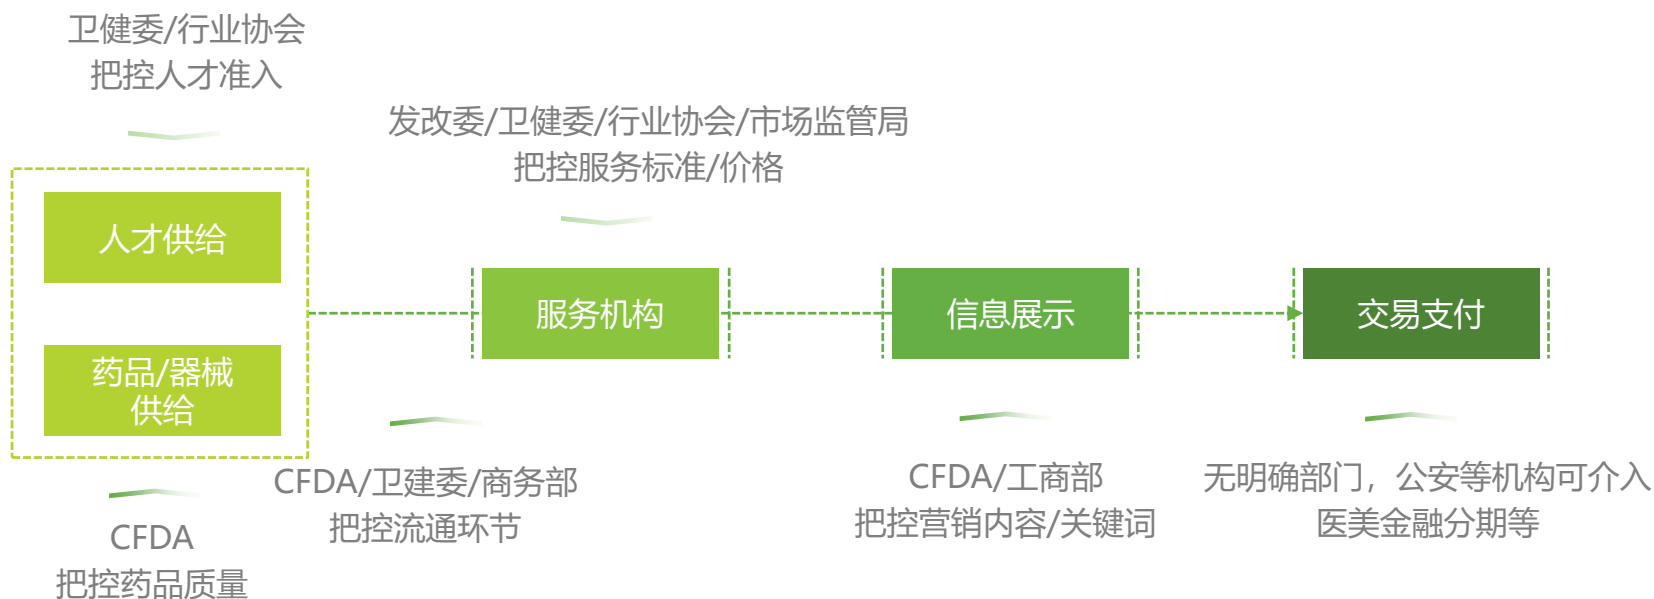 卫健委/行业协会
把控人才准入
发改委/卫健委/行业协会/市场监管局
把控服务标准/价格
人才供给
药品/器械
供给
服务机构
信息展示
交易支付
CFDA
把控药品质量
CFDA/卫建委/商务部
把控流通环节
CFDA/工商部
把控营销内容/关键词
无明确部门，公安等机构可介入
医美金融分期等